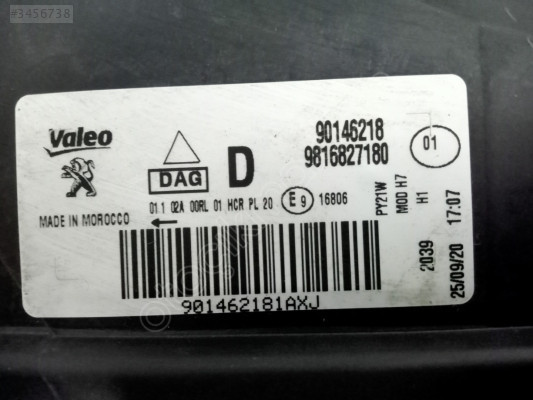 #3456738
Valeo
DAG
D
90146218
9816827180
01
01 1 02A 00RL 01 HCR PL 20
E9
16806
MADE IN MOROCCO
PY21W
MOD H7
H1
2039
25/09/20 17:07
901462181AXJ